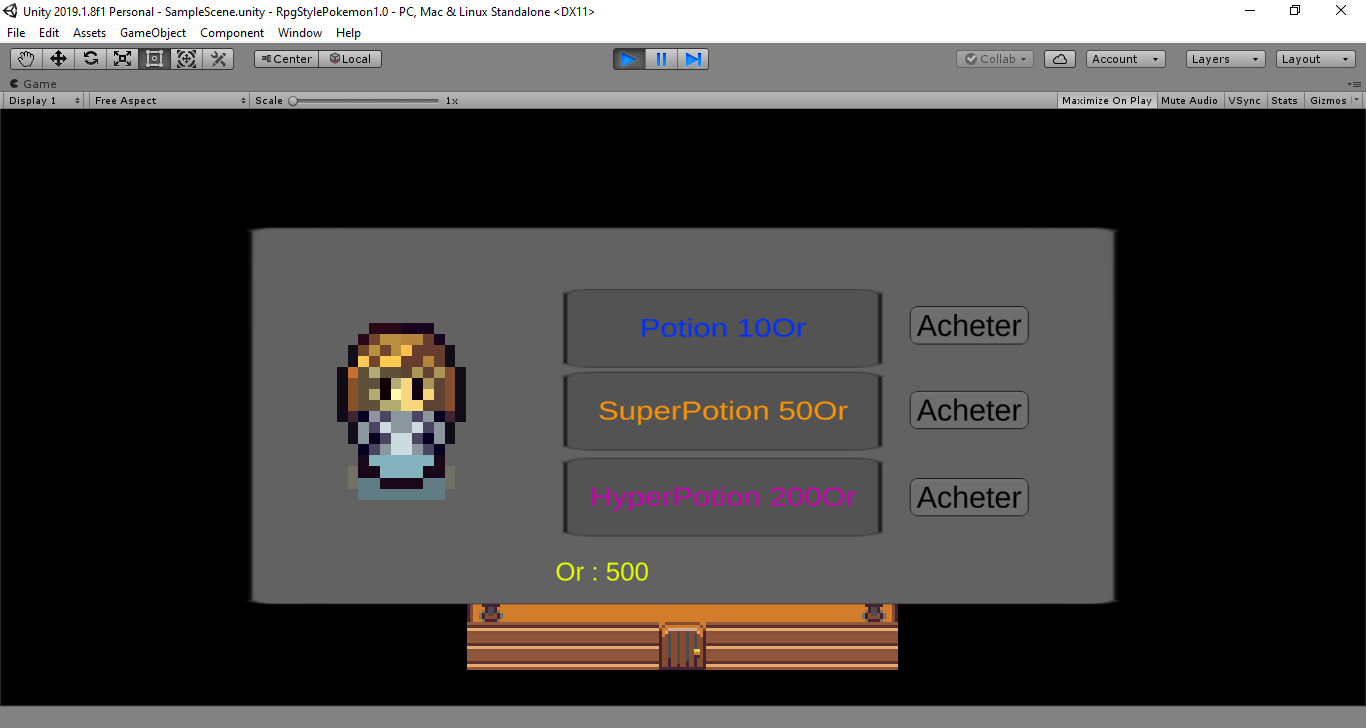 Unity 2019.1.8f1 Personal - SampleScene.unity - RpgStylePokemon1.0 - PC, Mac & Linux Standalone <DX11>
File Edit Assets GameObject Component Window Help
Center Local Collab Account Layers Layout
Game
Display 1 Free Aspect Scale 1x Maximize On Play Mute Audio VSync Stats Gizmos
Potion 10Or Acheter
SuperPotion 50Or Acheter
HyperPotion 200Or Acheter
Or : 500